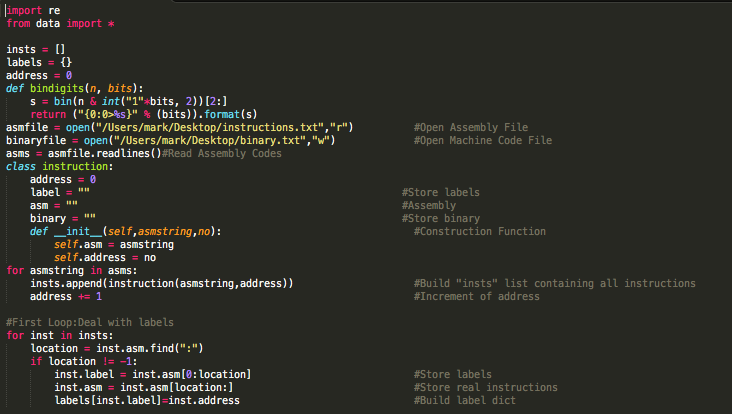 import re
from data import *
insts = []
labels = {}
address = 0
def bindigits(n, bits):
    s = bin(n & int("1"*bits, 2))[2:]
    return ("{0:0>%s}" % (bits)).format(s)
asmfile = open("/Users/mark/Desktop/instructions.txt","r")          #Open Assembly File
binaryfile = open("/Users/mark/Desktop/binary.txt","w")             #Open Machine Code File
asms = asmfile.readlines()#Read Assembly Codes
class instruction:
    address = 0
    label = ""                                                    #Store labels
    asm = ""                                                      #Assembly
    binary = ""                                                   #Store binary
    def __init__(self,asmstring,no):                                #Construction Function
        self.asm = asmstring
        self.address = no
for asmstring in asms:
    insts.append(instruction(asmstring,address))                    #Build "insts" list containing all instructions
    address += 1                                                    #Increment of address
#First Loop:Deal with labels
for inst in insts:
    location = inst.asm.find(":")
    if location != -1:
        inst.label = inst.asm[0:location]                           #Store labels
        inst.asm = inst.asm[location:]                              #Store real instructions
        labels[inst.label]=inst.address                             #Build label dict